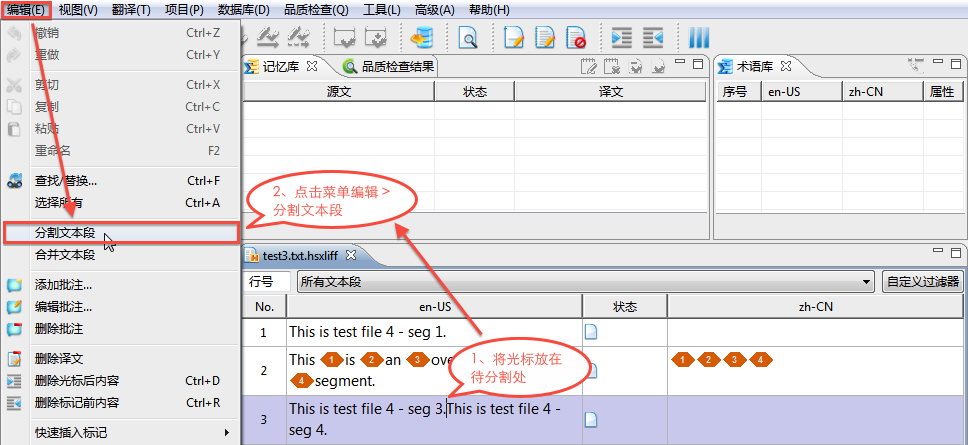 编辑(E) 视图(V) 翻译(T) 项目(P) 数据库(D) 品质检查(Q) 工具(L) 高级(A) 帮助(H)
撤销 Ctrl+Z
重做 Ctrl+Y
剪切 Ctrl+X
复制 Ctrl+C
粘贴 Ctrl+V
重命名 F2
查找/替换... Ctrl+F
选择所有 Ctrl+A
分割文本段
合并文本段
添加批注...
编辑批注...
删除批注
删除译文
删除光标后内容 Ctrl+D
删除标记前内容 Ctrl+R
快速插入标记
记忆库 品质检查结果
源文 状态 译文
术语库
序号 en-US zh-CN 属性
2、点击菜单编辑 >
分割文本段
test3.txt.hsxliff
行号 所有文本段 自定义过滤器
No. en-US 状态 zh-CN
1 This is test file 4 - seg 1.
2 This 1 is 2 an 3 ove
4 segment.
1 2 3 4
1、将光标放在
待分割处
3 This is test file 4 - seg 3.This is test file 4 -
seg 4.